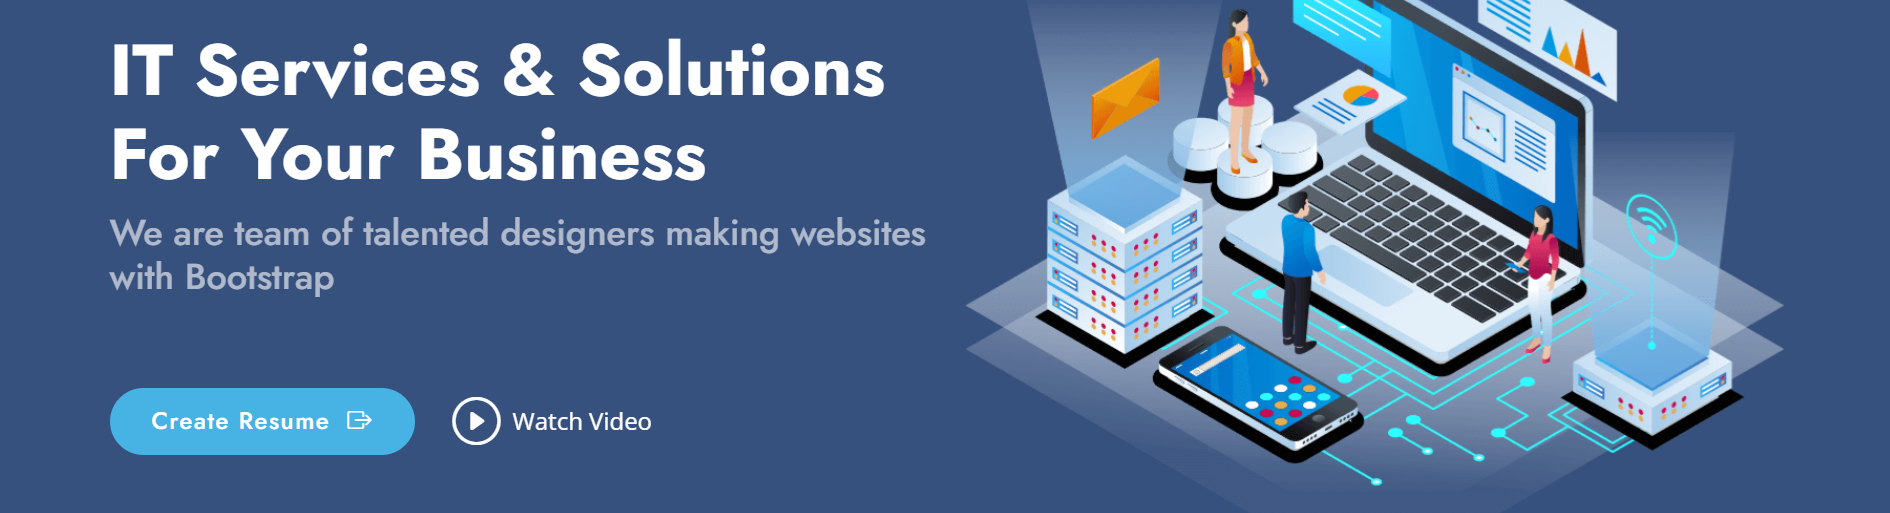 IT Services & Solutions
For Your Business
We are team of talented designers making websites
with Bootstrap
Create Resume
Watch Video